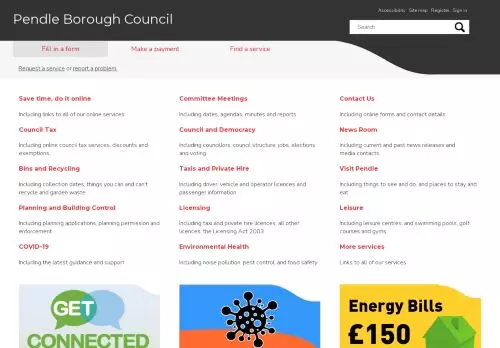 Pendle Borough Council
Accessibility Site map Register Sign in
Search
Fill in a form
Make a payment
Find a service
Request a service or report a problem.
Save time, do it online
Including links to all of our online services
Council Tax
Including online council tax services, discounts and
exemptions
Bins and Recycling
Including collection dates, things you can and can't
recycle and garden waste
Planning and Building Control
Including planning applications, planning permission and
enforcement
COVID-19
Including the latest guidance and support
Committee Meetings
Including dates, agendas, minutes and reports
Council and Democracy
Including councillors, council structure, jobs, elections
and voting
Taxis and Private Hire
Including driver, vehicle and operator licences and
passenger information
Licensing
Including taxi and private hire licences, all other
licences, the Licensing Act 2003
Environmental Health
Including noise pollution, pest control, and food safety
Contact Us
Including online forms and contact details
News Room
Including current and past news releases and
media contacts
Visit Pendle
Including things to see and do, and places to stay and
eat
Leisure
Including leisure centres, and swimming pools, golf
courses and gyms
More services
Links to all of our services
GET
CONNECTED
Energy Bills
£150